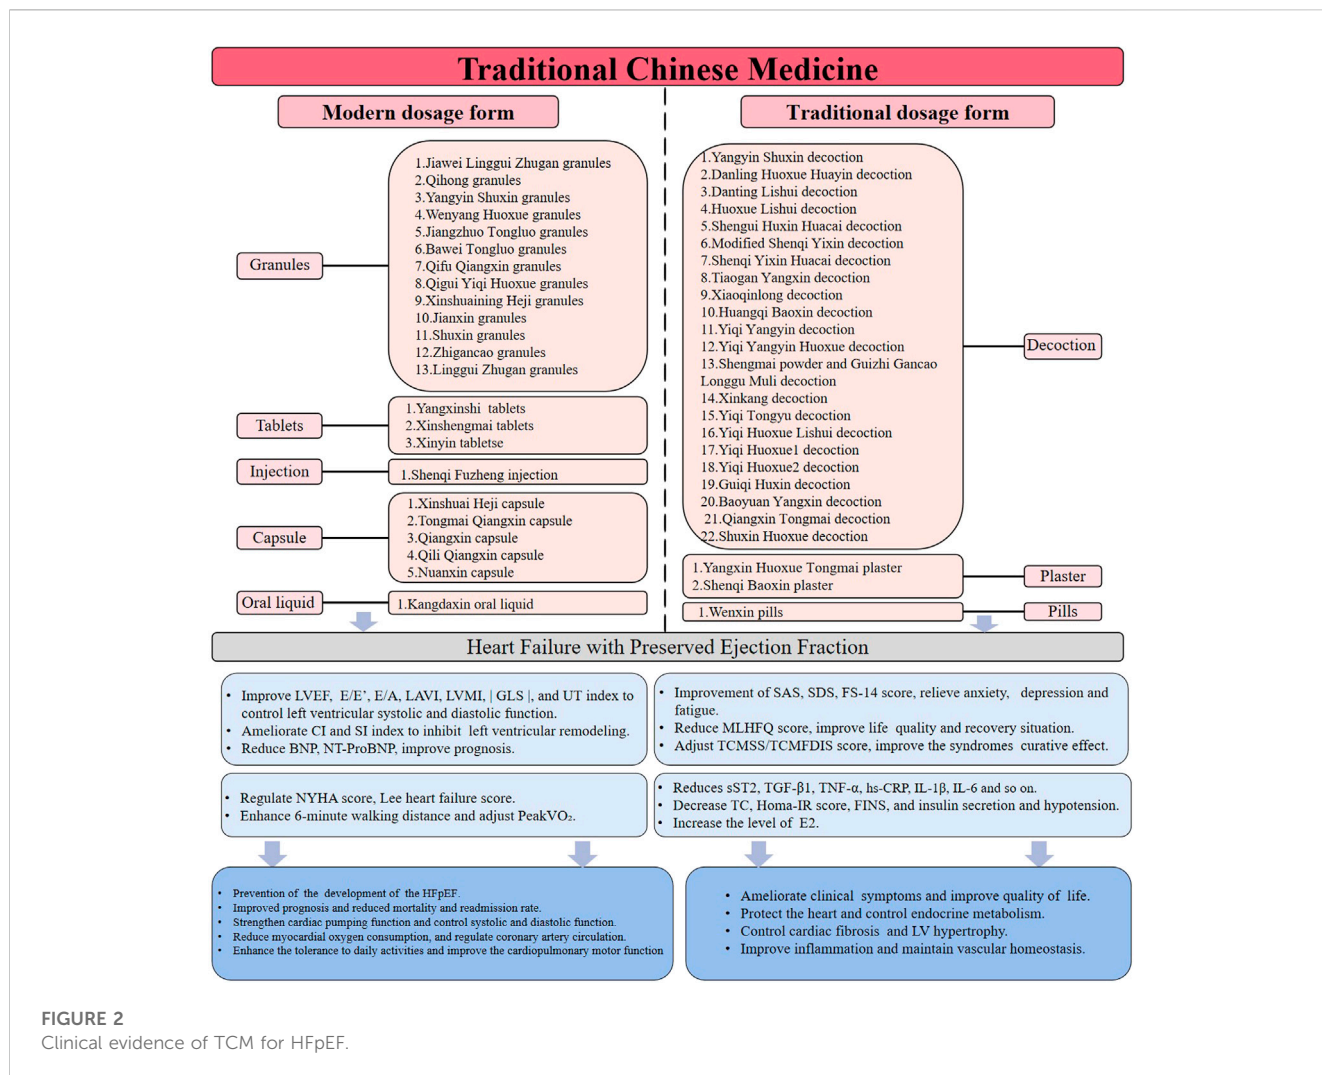 Traditional Chinese Medicine
Modern dosage form
Granules
1.Jiawei Linggui Zhugan granules
2.Qihong granules
3.Yangyin Shuxin granules
4.Wenyang Huoxue granules
5.Jiangzhuo Tongluo granules
6.Bawei Tongluo granules
7.Qifu Qiangxin granules
8.Qigui Yiqi Huoxue granules
9.Xinshuaining Heji granules
10.Jianxin granules
11.Shuxin granules
12.Zhigancao granules
13.Linggui Zhugan granules
Tablets
1.Yangxinshi tablets
2.Xinshengmai tablets
3.Xinyin tabletse
Injection
1.Shenqi Fuzheng injection
Capsule
1.Xinshuai Heji capsule
2.Tongmai Qiangxin capsule
3.Qiangxin capsule
4.Qili Qiangxin capsule
5.Nuanxin capsule
Oral liquid
1.Kangdaxin oral liquid
Traditional dosage form
1.Yangyin Shuxin decoction
2.Danling Huoxue Huayin decoction
3.Danting Lishui decoction
4.Huoxue Lishui decoction
5.Shengui Huxin Huacai decoction
6.Modified Shenqi Yixin decoction
7.Shenqi Yixin Huacai decoction
8.Tiaogan Yangxin decoction
9.Xiaoqinlong decoction
10.Huangqi Baoxin decoction
11.Yiqi Yangyin decoction
12.Yiqi Yangyin Huoxue decoction
13.Shengmai powder and Guizhi Gancao
Longgu Muli decoction
14.Xinkang decoction
15.Yiqi Tongyu decoction
16.Yiqi Huoxue Lishui decoction
17.Yiqi Huoxue1 decoction
18.Yiqi Huoxue2 decoction
19.Guiqi Huxin decoction
20.Baoyuan Yangxin decoction
21.Qiangxin Tongmai decoction
22.Shuxin Huoxue decoction
Decoction
1.Yangxin Huoxue Tongmai plaster
2.Shenqi Baoxin plaster
Plaster
1.Wenxin pills
Pills
Heart Failure with Preserved Ejection Fraction
• Improve LVEF, E/E’, E/A, LAVI, LVMI, | GLS |, and UT index to
control left ventricular systolic and diastolic function.
• Ameliorate CI and SI index to inhibit left ventricular remodeling.
• Reduce BNP, NT-ProBNP, improve prognosis.
• Improvement of SAS, SDS, FS-14 score, relieve anxiety, depression and
fatigue.
• Reduce MLHFQ score, improve life quality and recovery situation.
• Adjust TCMSS/TCMFDIS score, improve the syndromes curative effect.
• Regulate NYHA score, Lee heart failure score.
• Enhance 6-minute walking distance and adjust PeakVO₂.
• Reduces sST2, TGF-β1, TNF-α, hs-CRP, IL-1β, IL-6 and so on.
• Decrease TC, Homa-IR score, FINS, and insulin secretion and hypotension.
• Increase the level of E2.
• Prevention of the development of the HFpEF.
• Improved prognosis and reduced mortality and readmission rate.
• Strengthen cardiac pumping function and control systolic and diastolic function.
• Reduce myocardial oxygen consumption, and regulate coronary artery circulation.
• Enhance the tolerance to daily activities and improve the cardiopulmonary motor function
• Ameliorate clinical symptoms and improve quality of life.
• Protect the heart and control endocrine metabolism.
• Control cardiac fibrosis and LV hypertrophy.
• Improve inflammation and maintain vascular homeostasis.
FIGURE 2
Clinical evidence of TCM for HFpEF.